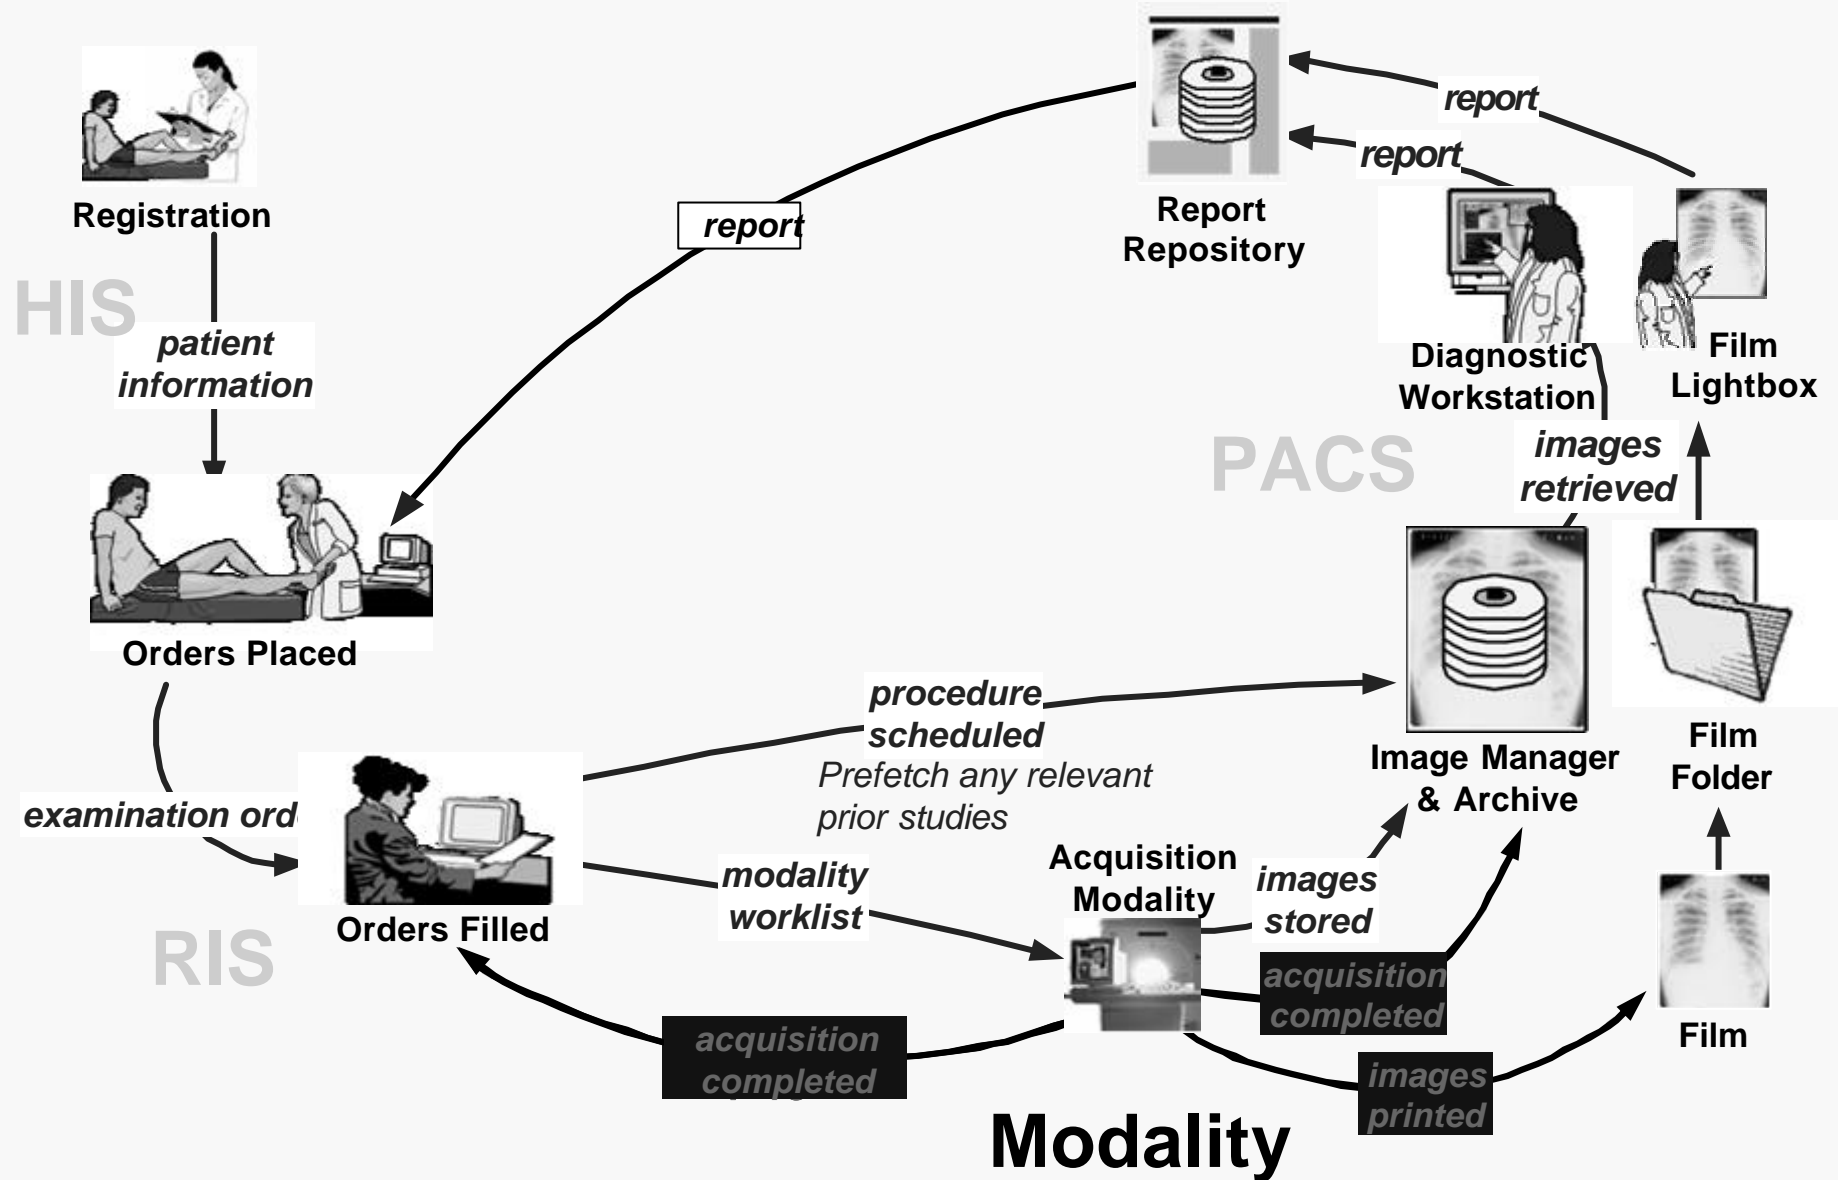 report
report
Registration
Report
Repository
report
HIS
patient
information
Diagnostic
Workstation
Film
Lightbox
PACS
images
retrieved
Orders Placed
procedure
scheduled
Prefetch any relevant
prior studies
Image Manager
& Archive
Film
Folder
examination ord
modality
worklist
Acquisition
Modality
images
stored
Orders Filled
RIS
acquisition
completed
acquisition
completed
Film
images
printed
Modality